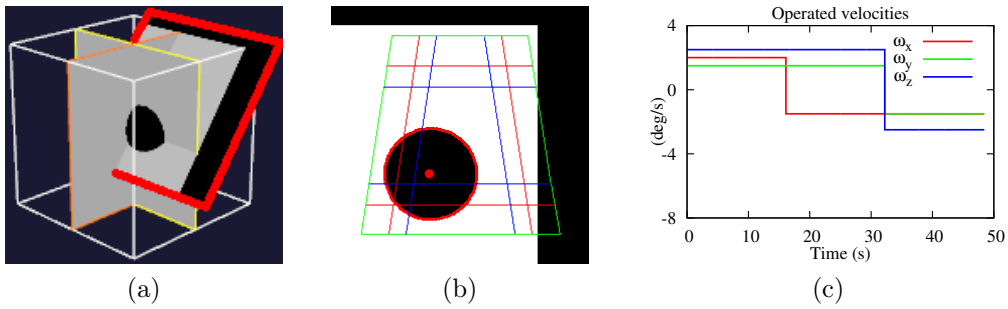 Operated velocities
4
0
-4
-8
(deg/s)
ωx
ωy
ωz
0 10 20 30 40 50
Time (s)
(a) (b) (c)